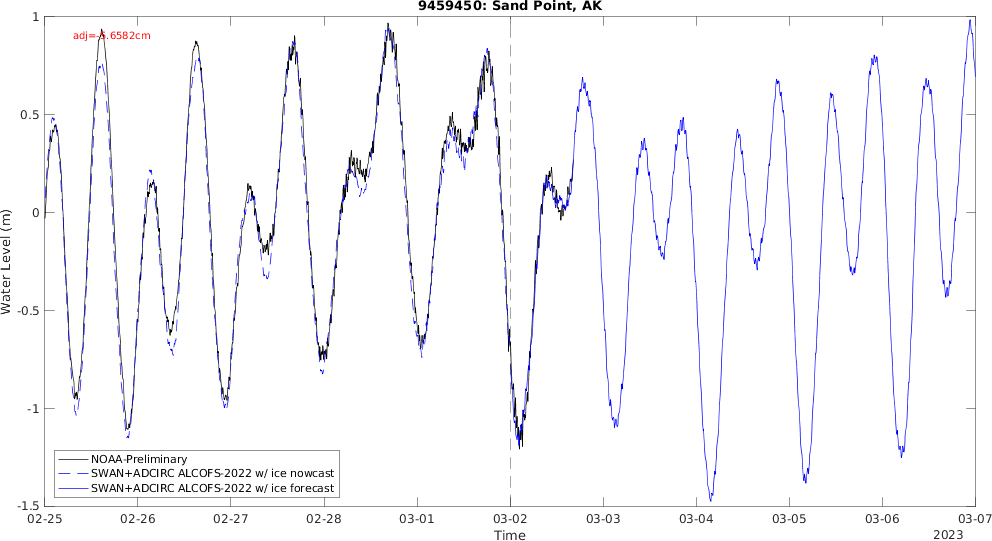 9459450: Sand Point, AK
adj=-3.6582cm
1
0.5
0
-0.5
-1
-1.5
Water Level (m)
NOAA-Preliminary
SWAN+ADCIRC ALCOFS-2022 w/ ice nowcast
SWAN+ADCIRC ALCOFS-2022 w/ ice forecast
02-25 02-26 02-27 02-28 03-01 03-02 03-03 03-04 03-05 03-06 03-07
Time
2023